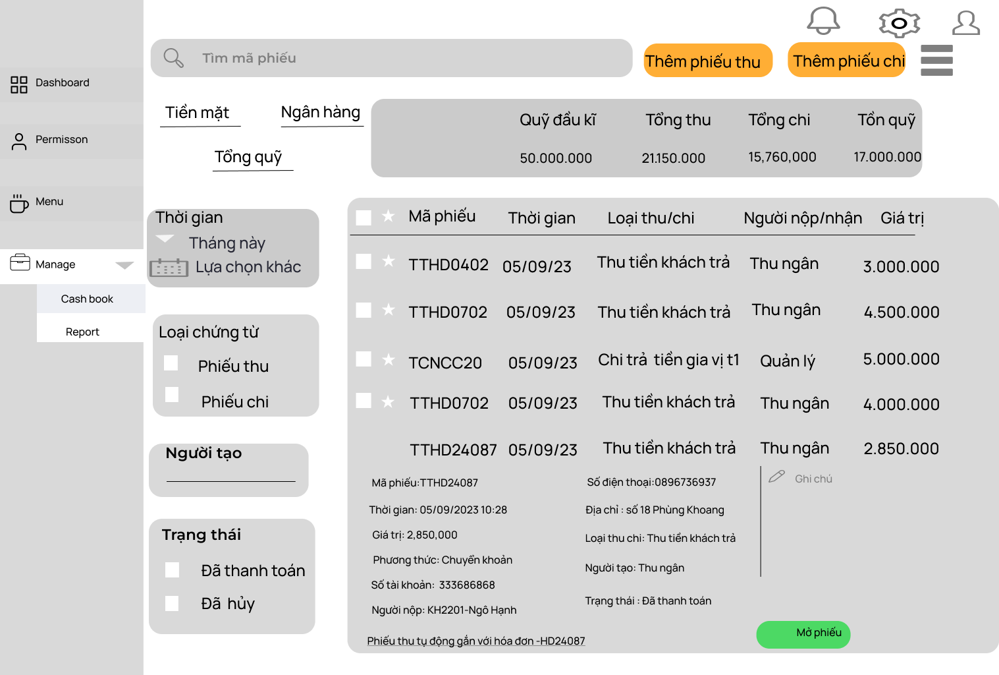 Dashboard
Permisson
Menu
Manage
Cash book
Report
Tìm mã phiếu
Thêm phiếu thu
Thêm phiếu chi
Tiền mặt
Ngân hàng
Tổng quỹ
Quỹ đầu kĩ
Tổng thu
Tổng chi
Tồn quỹ
50.000.000
21.150.000
15,760,000
17.000.000
Thời gian
Tháng này
Lựa chọn khác
Loại chứng từ
Phiếu thu
Phiếu chi
Người tạo
Trạng thái
Đã thanh toán
Đã hủy
Mã phiếu Thời gian Loại thu/chi Người nộp/nhận Giá trị
TTHD0402 05/09/23 Thu tiền khách trả Thu ngân 3.000.000
TTHD0702 05/09/23 Thu tiền khách trả Thu ngân 4.500.000
TCNCC20 05/09/23 Chi trả tiền gia vị t1 Quản lý 5.000.000
TTHD0702 05/09/23 Thu tiền khách trả Thu ngân 4.000.000
TTHD24087 05/09/23 Thu tiền khách trả Thu ngân 2.850.000
Mã phiếu:TTHD24087
Thời gian: 05/09/2023 10:28
Giá trị: 2,850,000
Phương thức: Chuyển khoản
Số tài khoản: 333686868
Người nộp: KH2201-Ngô Hạnh
Phiếu thu tụ động gắn với hóa đơn -HD24087
Số điện thoại:0896736937
Địa chỉ : số 18 Phùng Khoang
Loại thu chi: Thu tiền khách trả
Người tạo: Thu ngân
Trạng thái : Đã thanh toán
Ghi chú
Mở phiếu